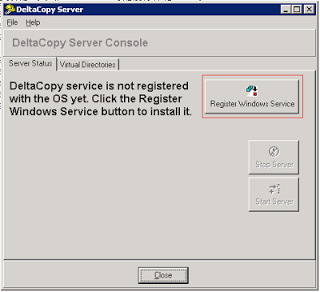 DeltaCopy Server
File Help
DeltaCopy Server Console
Server Status Virtual Directories
DeltaCopy service is not registered
with the OS yet. Click the Register
Windows Service button to install it.
Register Windows Service
Stop Server
Start Server
Close